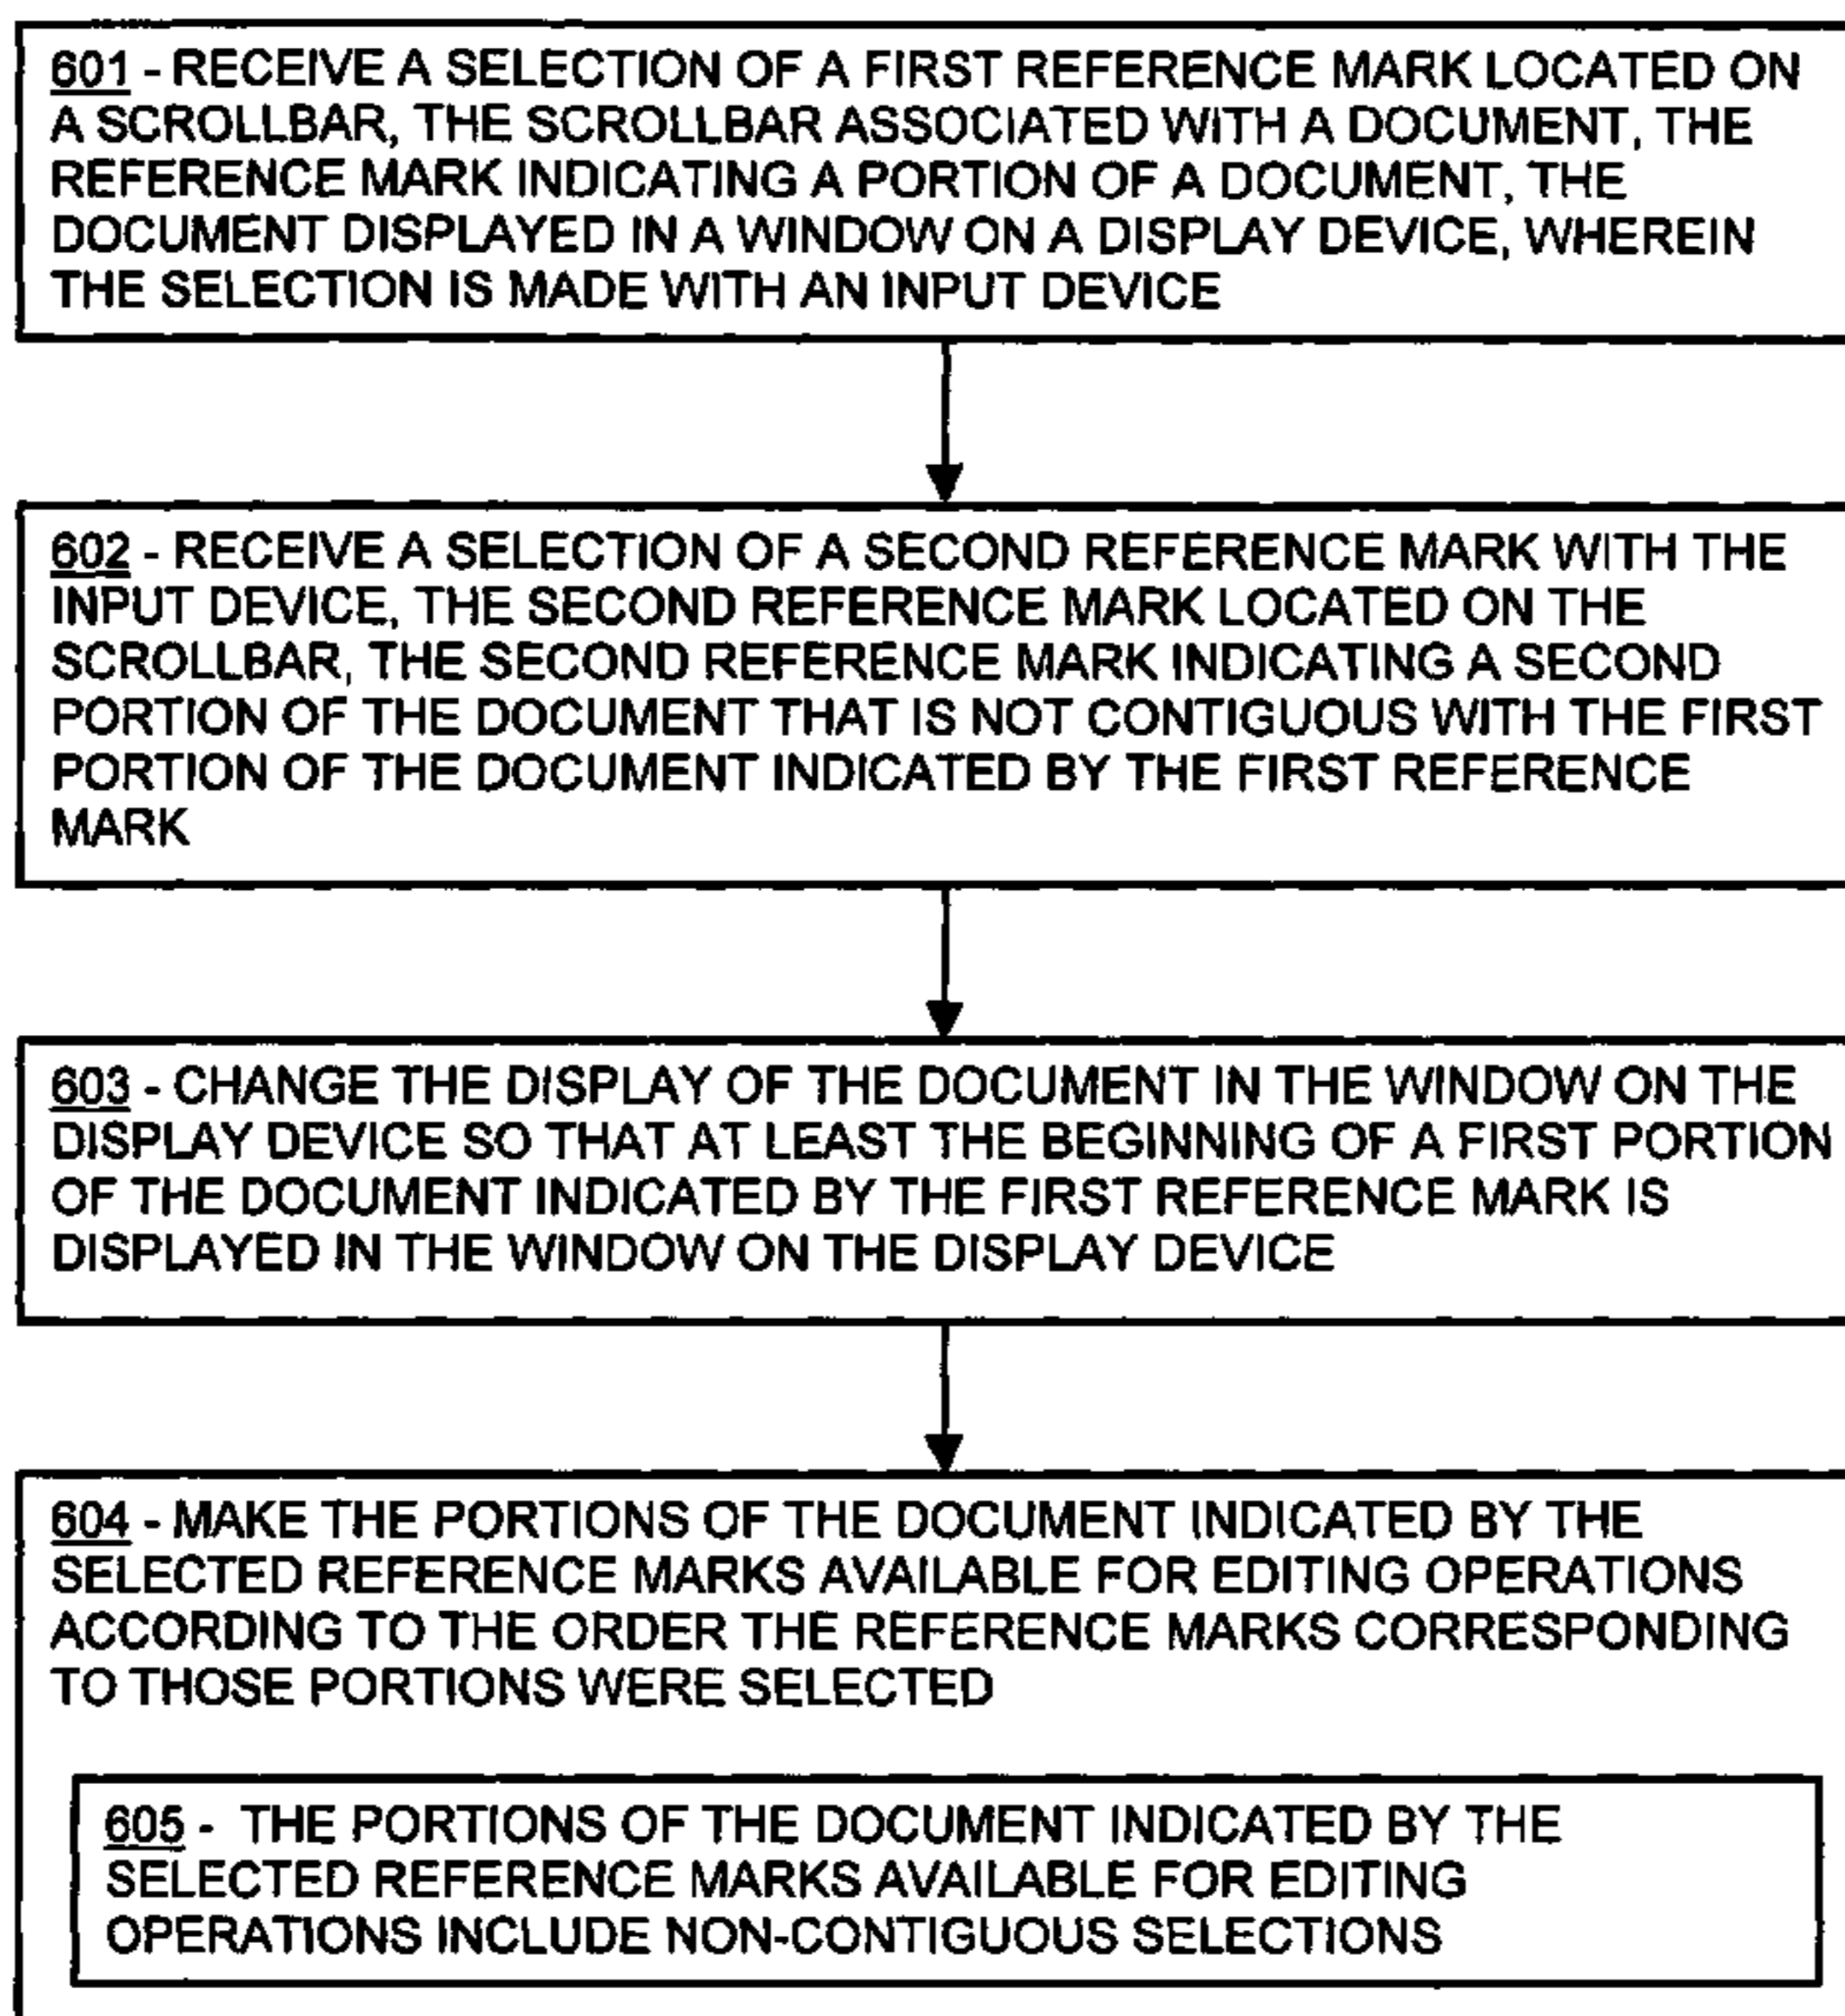 601 - RECEIVE A SELECTION OF A FIRST REFERENCE MARK LOCATED ON
A SCROLLBAR, THE SCROLLBAR ASSOCIATED WITH A DOCUMENT, THE
REFERENCE MARK INDICATING A PORTION OF A DOCUMENT, THE
DOCUMENT DISPLAYED IN A WINDOW ON A DISPLAY DEVICE, WHEREIN
THE SELECTION IS MADE WITH AN INPUT DEVICE
602 - RECEIVE A SELECTION OF A SECOND REFERENCE MARK WITH THE
INPUT DEVICE, THE SECOND REFERENCE MARK LOCATED ON THE
SCROLLBAR, THE SECOND REFERENCE MARK INDICATING A SECOND
PORTION OF THE DOCUMENT THAT IS NOT CONTIGUOUS WITH THE FIRST
PORTION OF THE DOCUMENT INDICATED BY THE FIRST REFERENCE
MARK
603 - CHANGE THE DISPLAY OF THE DOCUMENT IN THE WINDOW ON THE
DISPLAY DEVICE SO THAT AT LEAST THE BEGINNING OF A FIRST PORTION
OF THE DOCUMENT INDICATED BY THE FIRST REFERENCE MARK IS
DISPLAYED IN THE WINDOW ON THE DISPLAY DEVICE
604 - MAKE THE PORTIONS OF THE DOCUMENT INDICATED BY THE
SELECTED REFERENCE MARKS AVAILABLE FOR EDITING OPERATIONS
ACCORDING TO THE ORDER THE REFERENCE MARKS CORRESPONDING
TO THOSE PORTIONS WERE SELECTED
605 - THE PORTIONS OF THE DOCUMENT INDICATED BY THE
SELECTED REFERENCE MARKS AVAILABLE FOR EDITING
OPERATIONS INCLUDE NON-CONTIGUOUS SELECTIONS